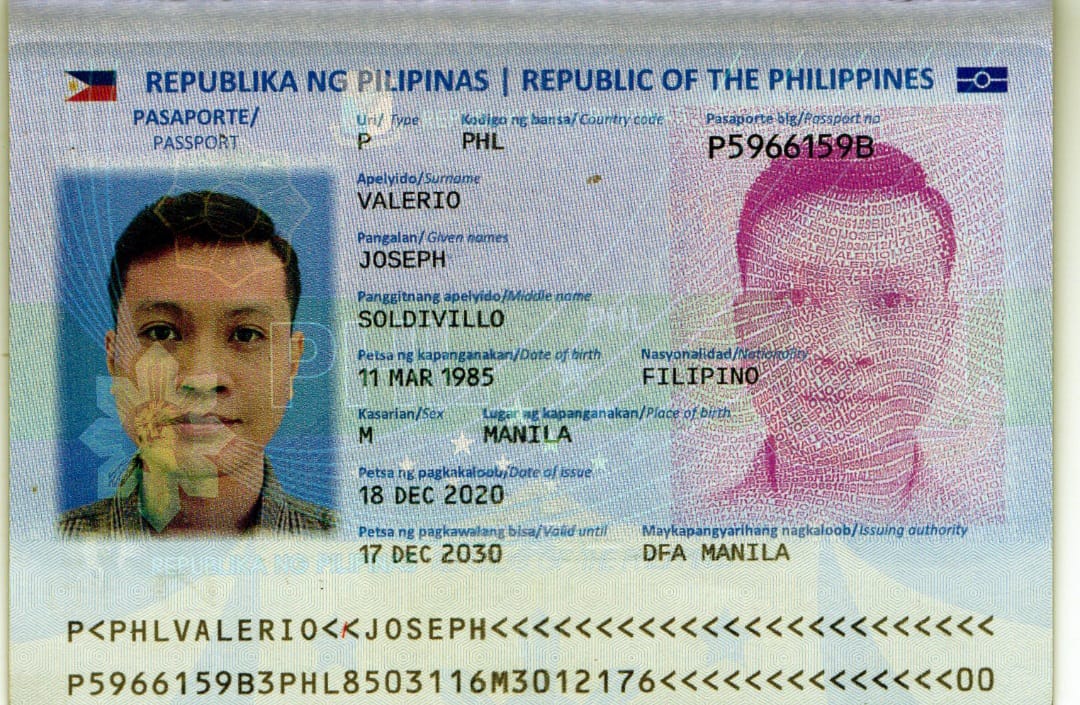 REPUBLIKA NG PILIPINAS | REPUBLIC OF THE PHILIPPINES
PASAPORTE/
PASSPORT
Uri/ Type
P
Kodigo ng bansa/ Country code
PHL
Pasaporte blg/Passport no
P5966159B
Apelyido/Surname
VALERIO
Pangalan/ Given names
JOSEPH
Panggitnang apelyido/Middle name
SOLDIVILLO
Petsa ng kapanganakan/Date of birth
11 MAR 1985
Nasyonalidad/Nationality
FILIPINO
Kasarian/Sex
M
Lugar ng kapanganakan/Place of birth
MANILA
Petsa ng pagkakaloob/Date of issue
18 DEC 2020
Petsa ng pagkawalang bisa/Valid until
17 DEC 2030
Maykapangyarihang nagkaloob/Issuing authority
DFA MANILA
REPUBLIKA NG PILIPINAS
P<PHLVALERIO<<JOSEPH<<<<<<<<<<<<<<<<<<<<<<<<
P5966159B3PHL8503116M3012176<<<<<<<<<<<<<<00